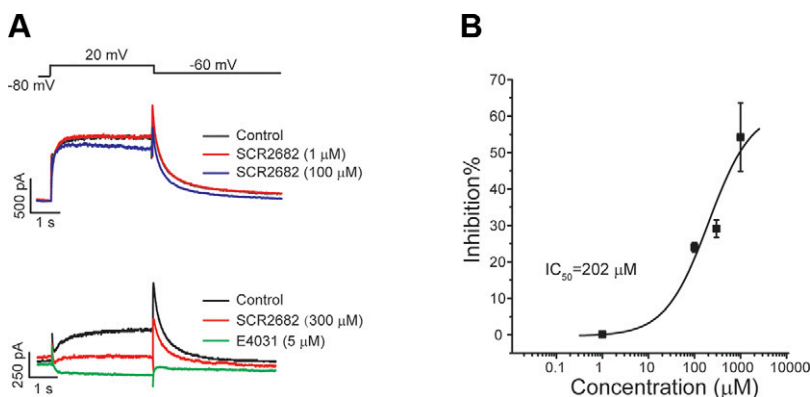 A
20 mV
-80 mV
-60 mV
Control
SCR2682 (1 μM)
SCR2682 (100 μM)
500 pA
1 s
Control
SCR2682 (300 μM)
E4031 (5 μM)
250 pA
1 s
B
70
60
50
40
30
20
10
0
Inhibition%
IC50=202 μM
0.1
1
10
100
1000
10000
Concentration (μM)